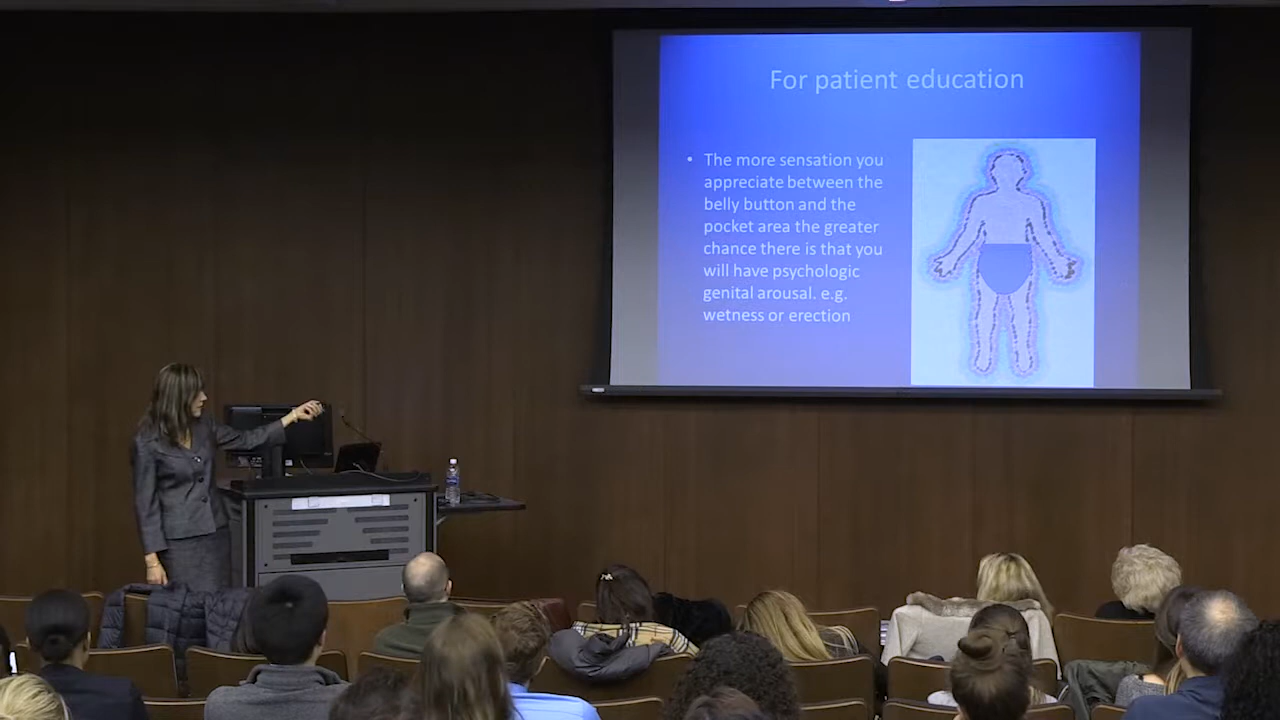 For patient education
• The more sensation you
appreciate between the
belly button and the
pocket area the greater
chance there is that you
will have psychologic
genital arousal. e.g.
wetness or erection